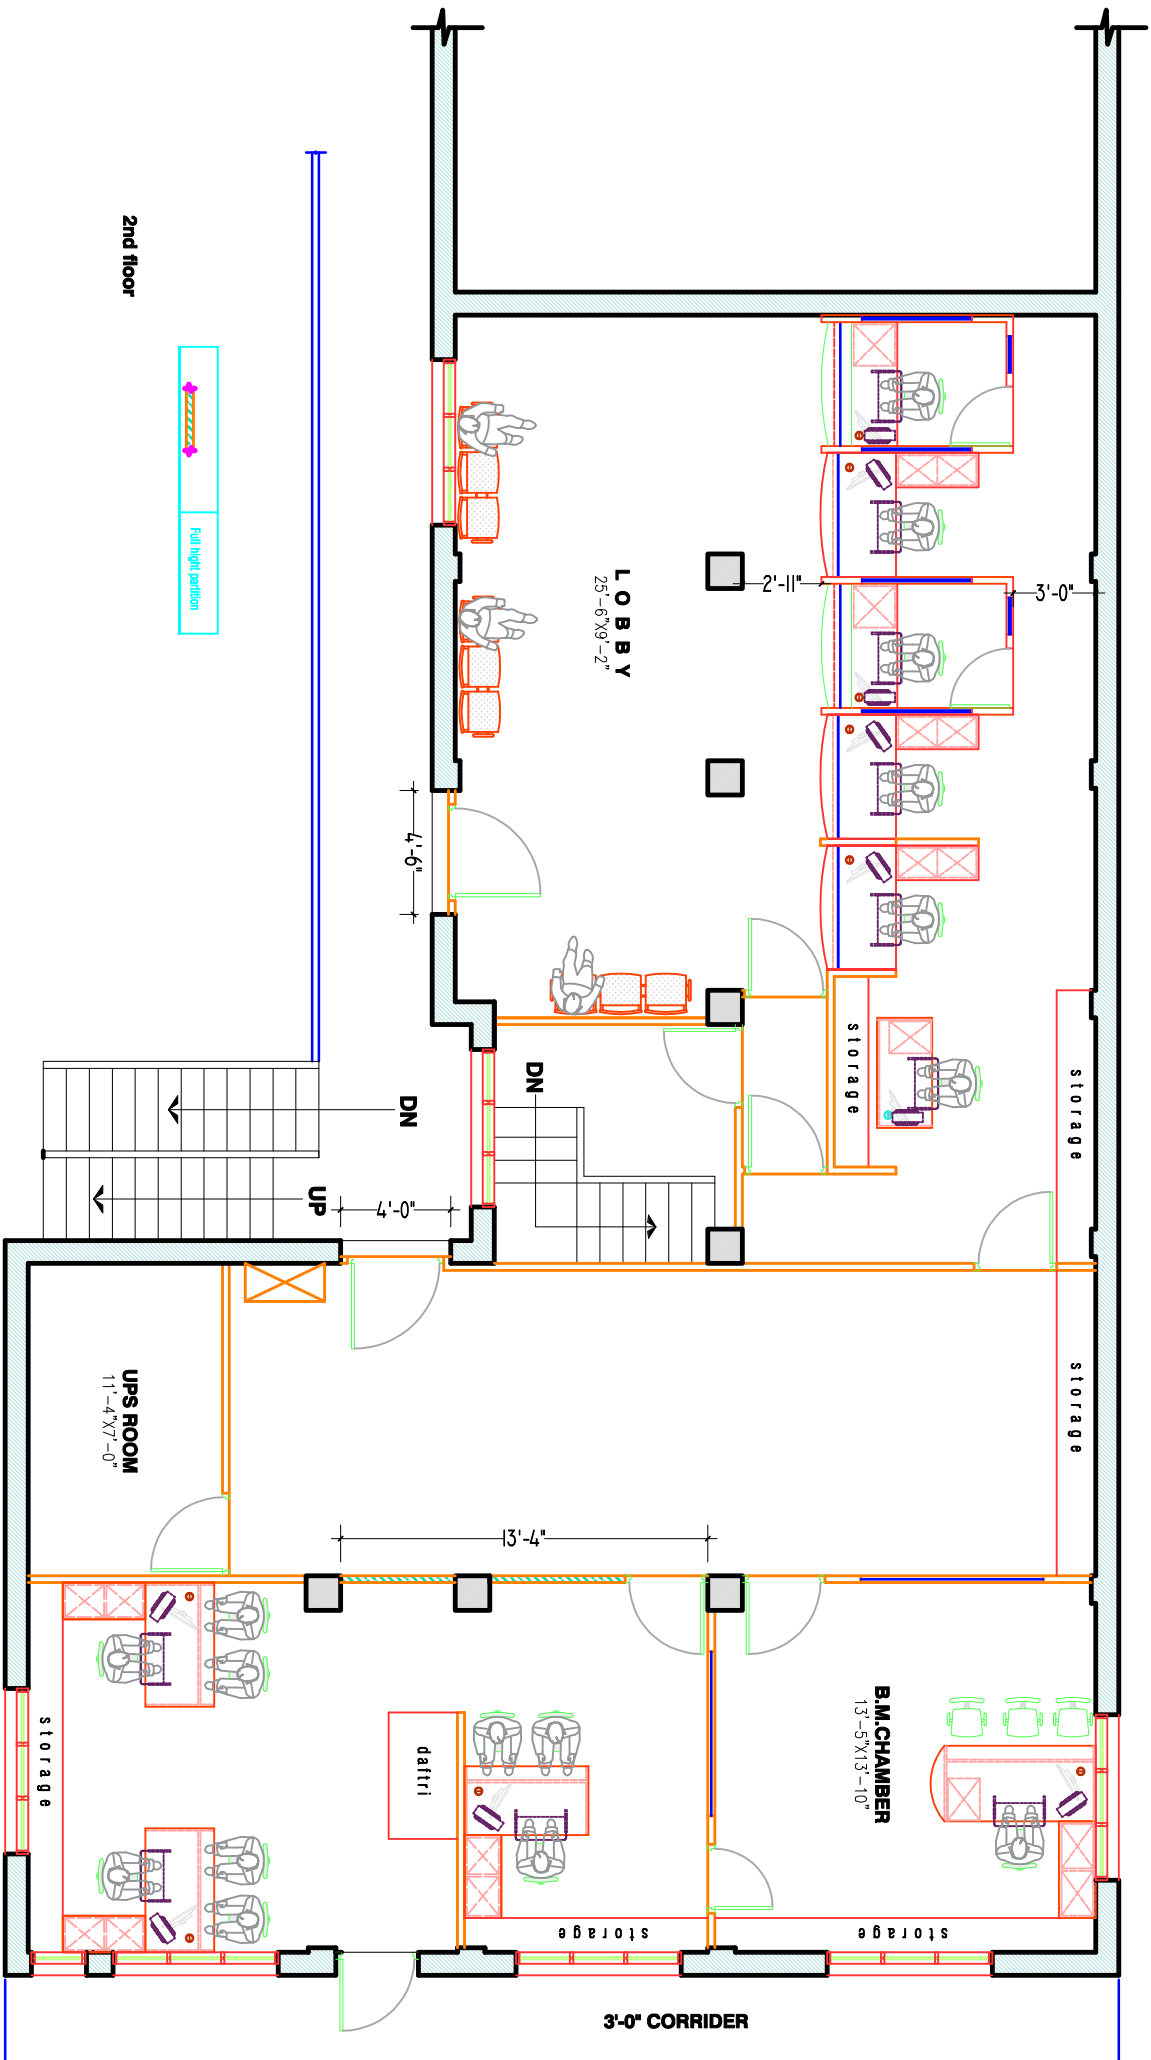 2nd floor
Full hight partition
L O B B Y
25'-6"X9'-2"
2'-11"
3'-0"
4'-6"
storage
storage
DN
DN
UP
4'-0"
storage
UPS ROOM
11'-4"X7'-0"
13'-4"
B.M.CHAMBER
13'-5"X13'-10"
storage
daftri
storage
storage
3'-0" CORRIDER